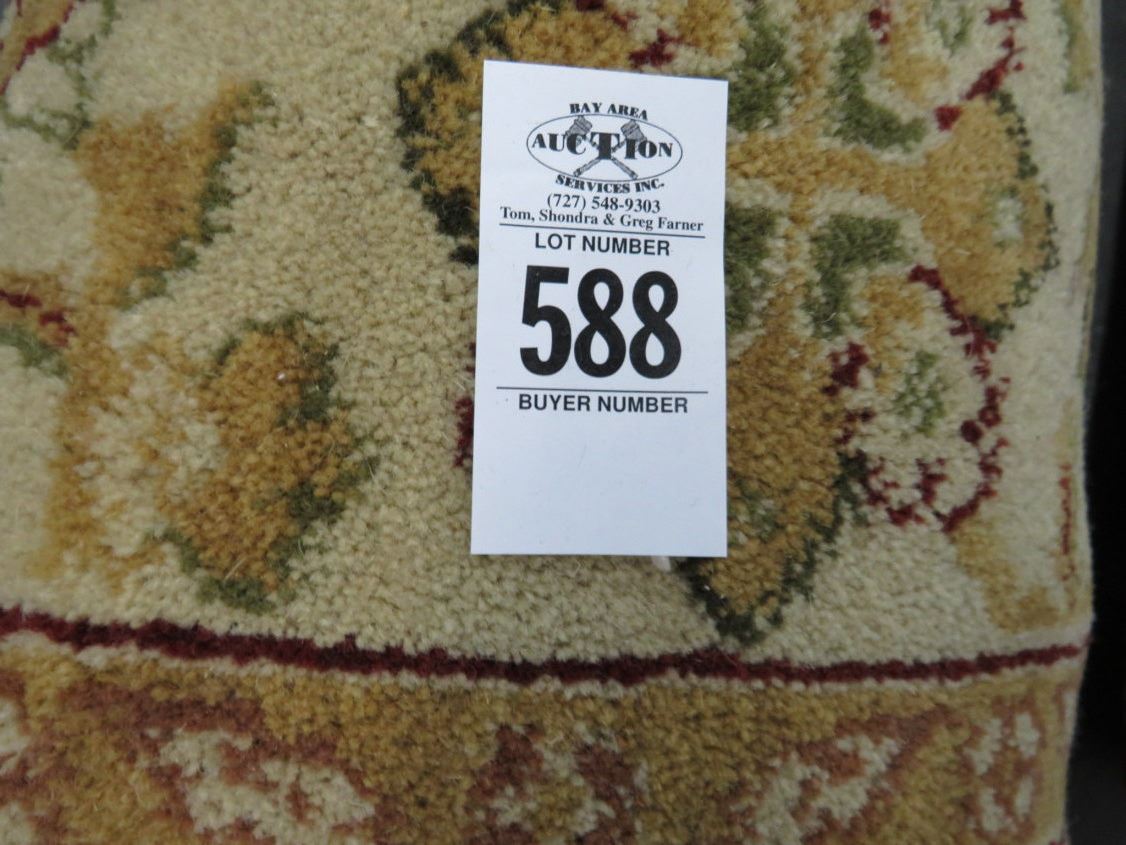 BAY AREA
AUCTION
SERVICES INC.
(727) 548-9303
Tom, Shondra & Greg Farner
LOT NUMBER
588
BUYER NUMBER